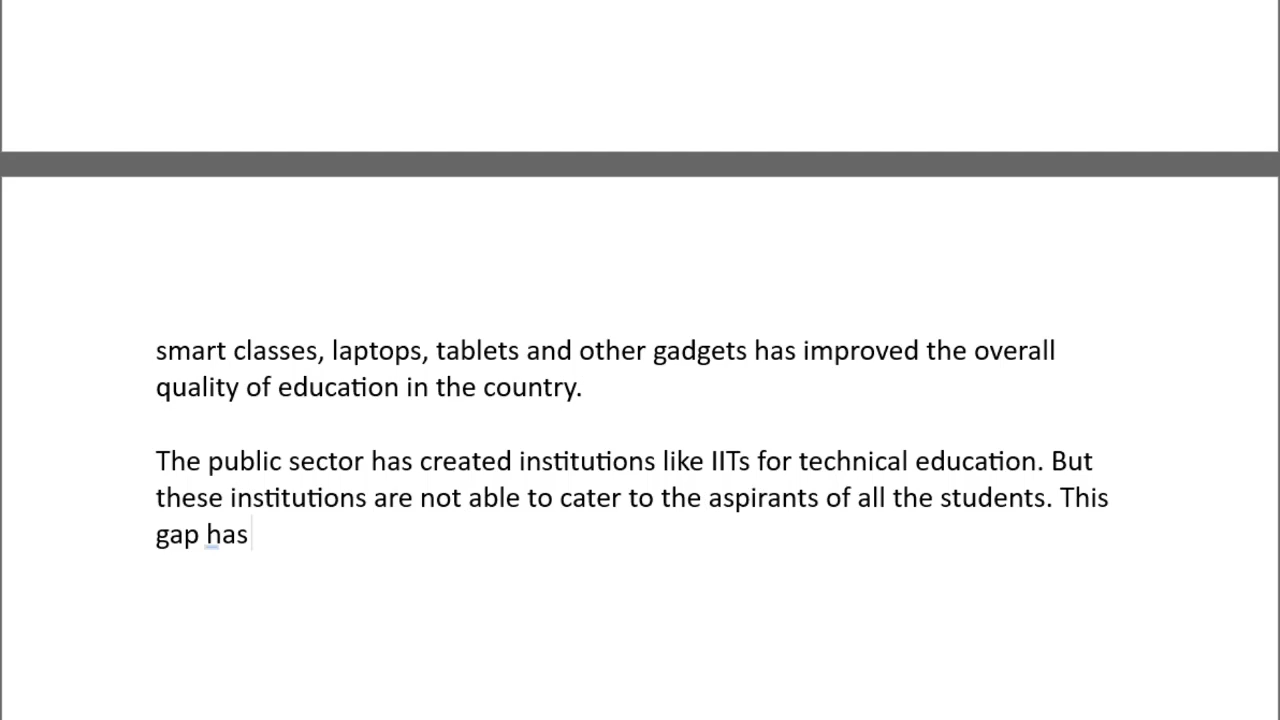 smart classes, laptops, tablets and other gadgets has improved the overall
quality of education in the country.
The public sector has created institutions like IITs for technical education. But
these institutions are not able to cater to the aspirants of all the students. This
gap has